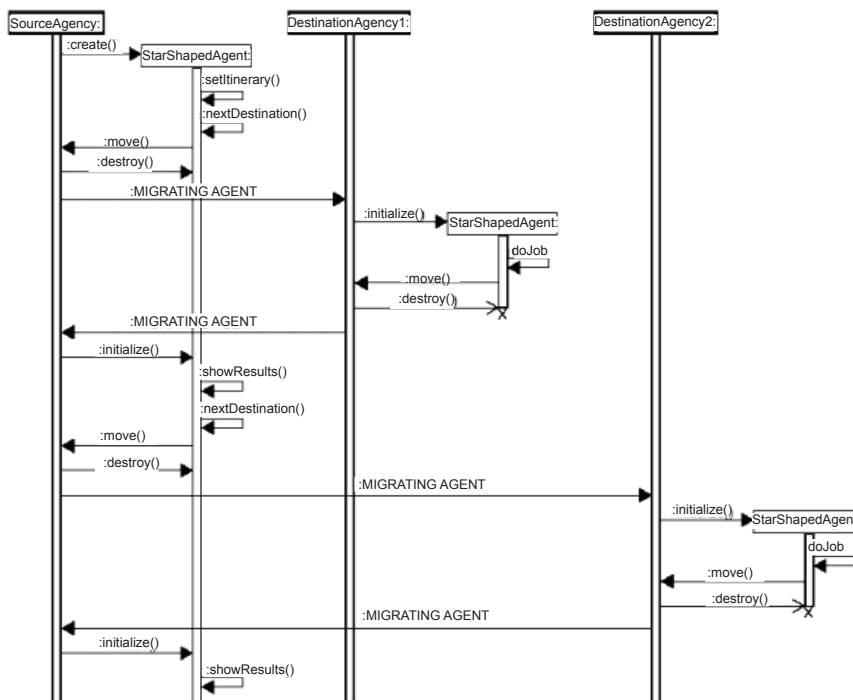 SourceAgency:
DestinationAgency1:
DestinationAgency2:
:create()
StarShapedAgent:
:setItinerary()
:nextDestination()
:move()
:destroy()
:MIGRATING AGENT
:initialize()
StarShapedAgent:
doJob
:move()
:destroy()
:MIGRATING AGENT
:initialize()
:showResults()
:nextDestination()
:move()
:destroy()
:MIGRATING AGENT
:initialize()
StarShapedAgen
doJob
:move()
:destroy()
:MIGRATING AGENT
:initialize()
:showResults()